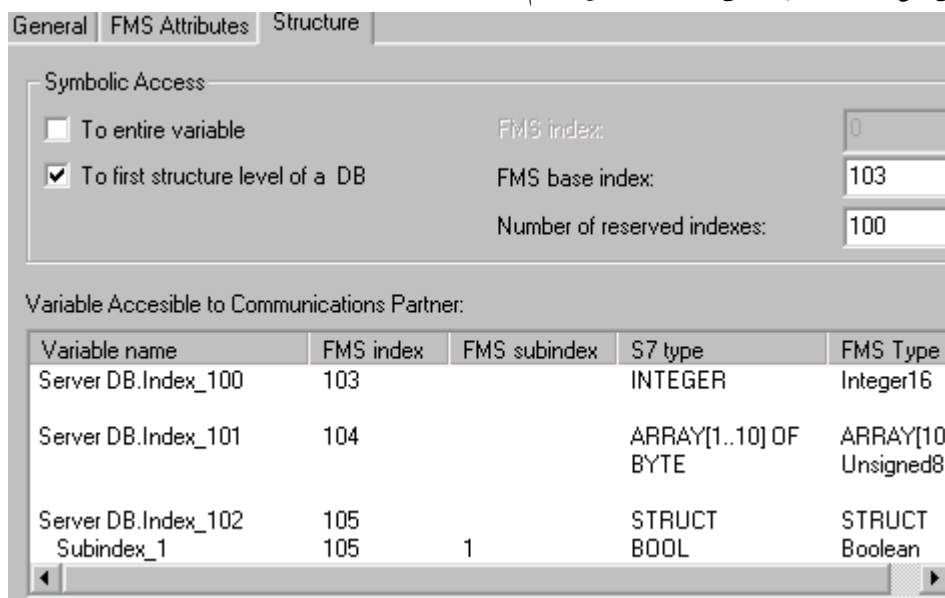 General FMS Attributes Structure
Symbolic Access
To entire variable FMS index: 0
To first structure level of a DB FMS base index: 103
Number of reserved indexes: 100
Variable Accesible to Communications Partner:
Variable name FMS index FMS subindex S7 type FMS Type
Server DB.Index_100 103 INTEGER Integer16
Server DB.Index_101 104 ARRAY[1..10] OF ARRAY[10
BYTE Unsigned8
Server DB.Index_102 105 STRUCT STRUCT
Subindex_1 105 1 BOOL Boolean